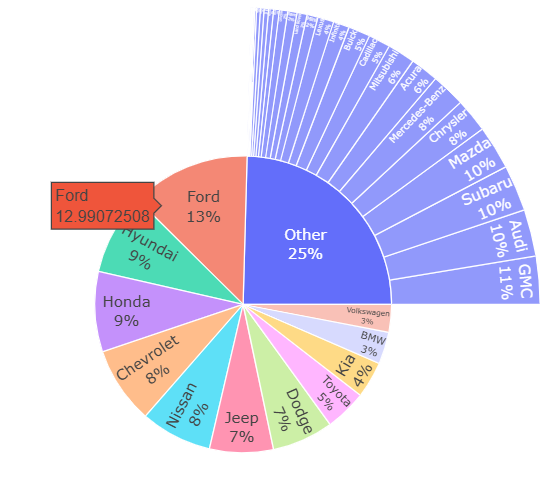 Ford
12.99072508
Ford
13%
Other
25%
Hyundai
9%
Honda
9%
Chevrolet
8%
Nissan
8%
Jeep
7%
Dodge
7%
Toyota
5%
Kia
4%
BMW
3%
Volkswagen
3%
GMC
11%
Audi
10%
Subaru
10%
Mazda
10%
Chrysler
8%
Mercedes-Benz
8%
Acura
6%
Mitsubishi
6%
Cadillac
5%
Buick
5%
Infiniti
4%